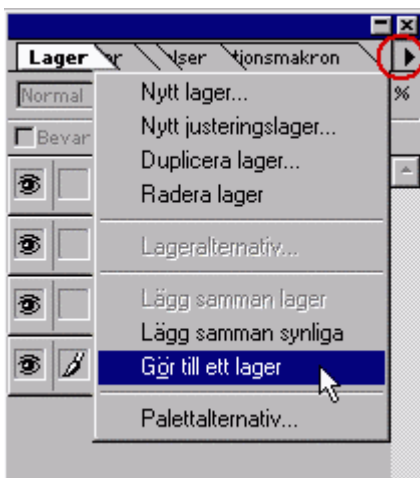 Lager
Normal
%
Bevar
Nytt lager...
Nytt justeringslager...
Duplicera lager...
Radera lager
Lageralternativ...
Lägg samman lager
Lägg samman synliga
Gör till ett lager
Palettalternativ...